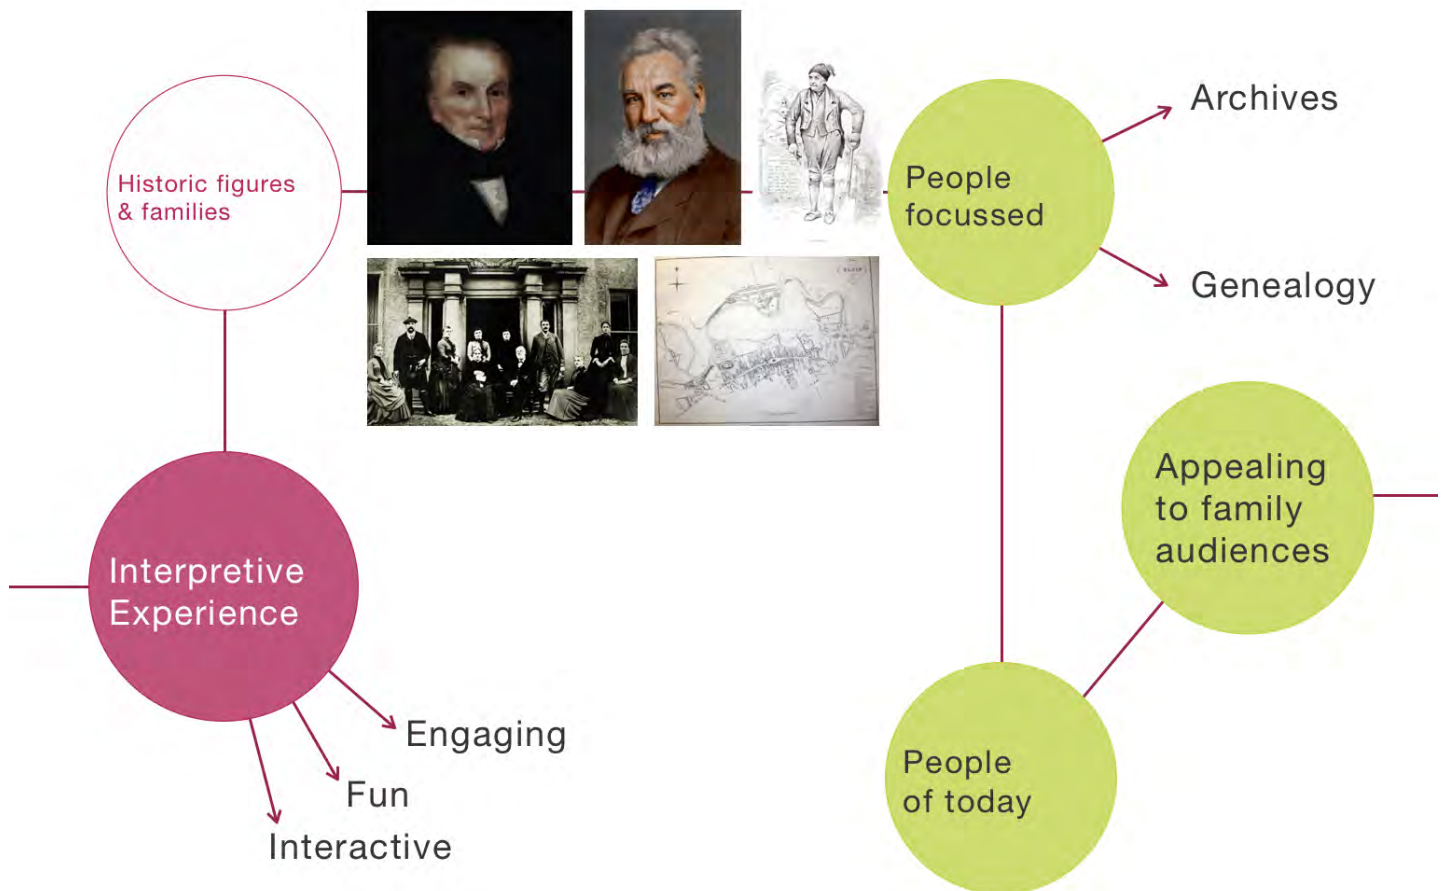 Historic figures
& families
People
focussed
Archives
Genealogy
Appealing
to family
audiences
Interpretive
Experience
Engaging
Fun
Interactive
People
of today